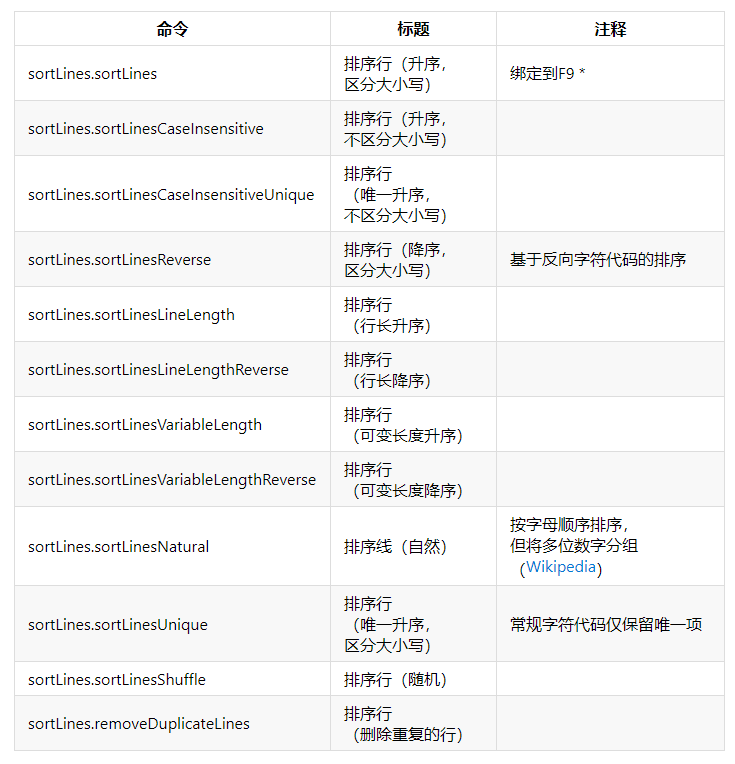 命令 标题 注释
sortLines.sortLines
排序行（升序，
区分大小写）
绑定到F9 *
sortLines.sortLinesCaseInsensitive
排序行（升序，
不区分大小写）
sortLines.sortLinesCaseInsensitiveUnique
排序行
（唯一升序，
不区分大小写）
sortLines.sortLinesReverse
排序行（降序，
区分大小写）
基于反向字符代码的排序
sortLines.sortLinesLineLength
排序行
（行长升序）
sortLines.sortLinesLineLengthReverse
排序行
（行长降序）
sortLines.sortLinesVariableLength
排序行
（可变长度升序）
sortLines.sortLinesVariableLengthReverse
排序行
（可变长度降序）
sortLines.sortLinesNatural
排序线（自然）
按字母顺序排序，
但将多位数字分组
（Wikipedia）
sortLines.sortLinesUnique
排序行
（唯一升序，
区分大小写）
常规字符代码仅保留唯一项
sortLines.sortLinesShuffle
排序行（随机）
sortLines.removeDuplicateLines
排序行
（删除重复的行）